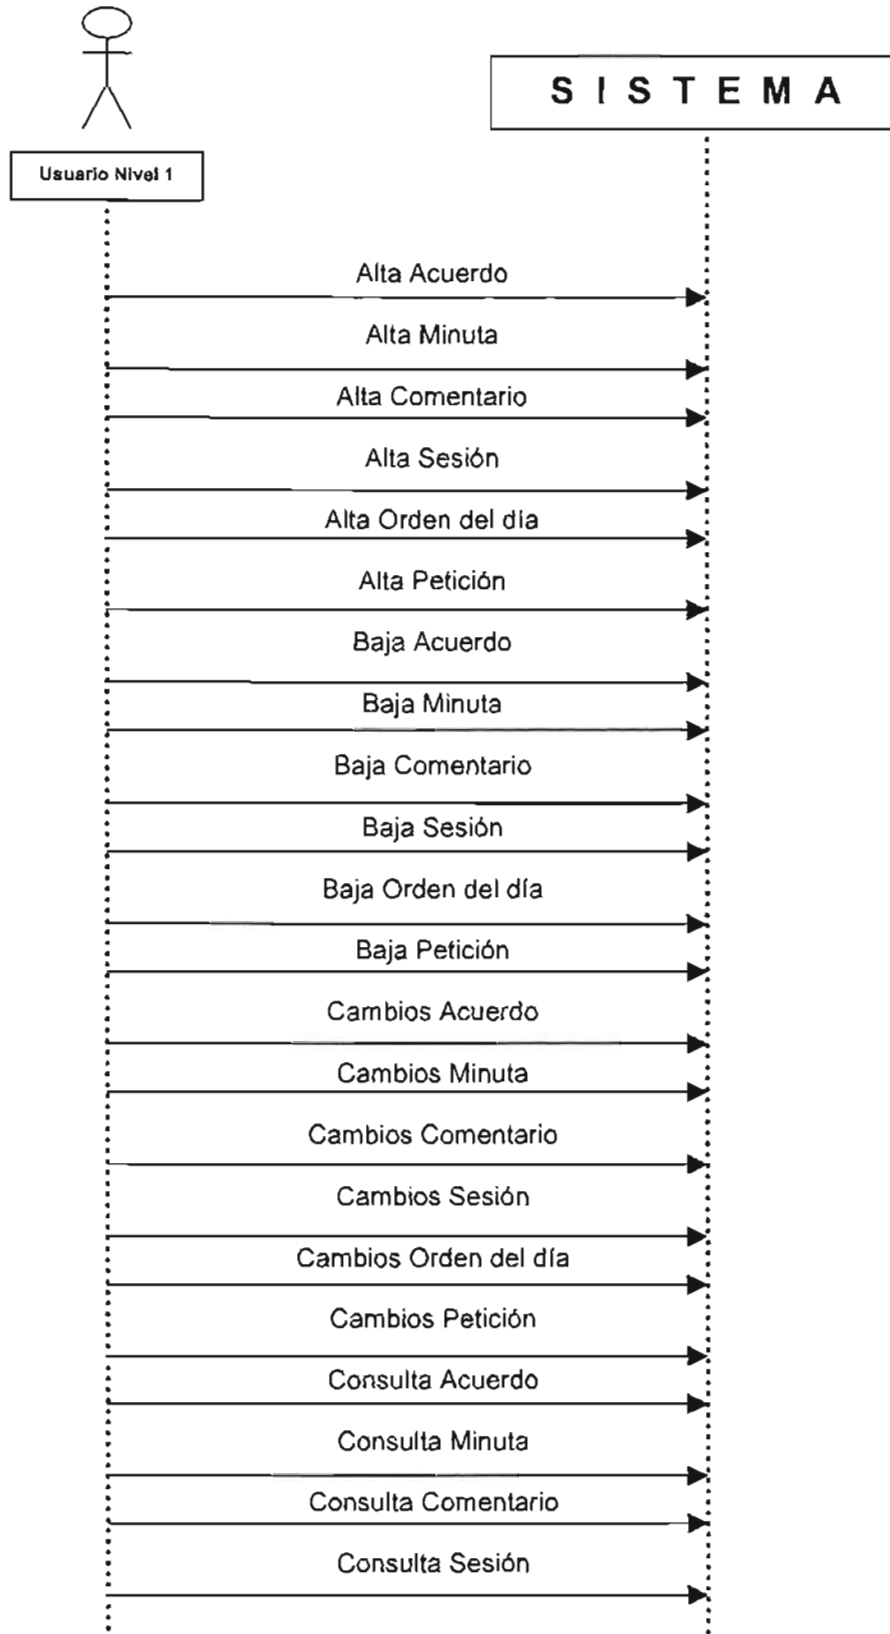 S I S T E M A
Usuario Nivel 1
Alta Acuerdo
Alta Minuta
Alta Comentario
Alta Sesión
Alta Orden del día
Alta Petición
Baja Acuerdo
Baja Minuta
Baja Comentario
Baja Sesión
Baja Orden del día
Baja Petición
Cambios Acuerdo
Cambios Minuta
Cambios Comentario
Cambios Sesión
Cambios Orden del día
Cambios Petición
Consulta Acuerdo
Consulta Minuta
Consulta Comentario
Consulta Sesión